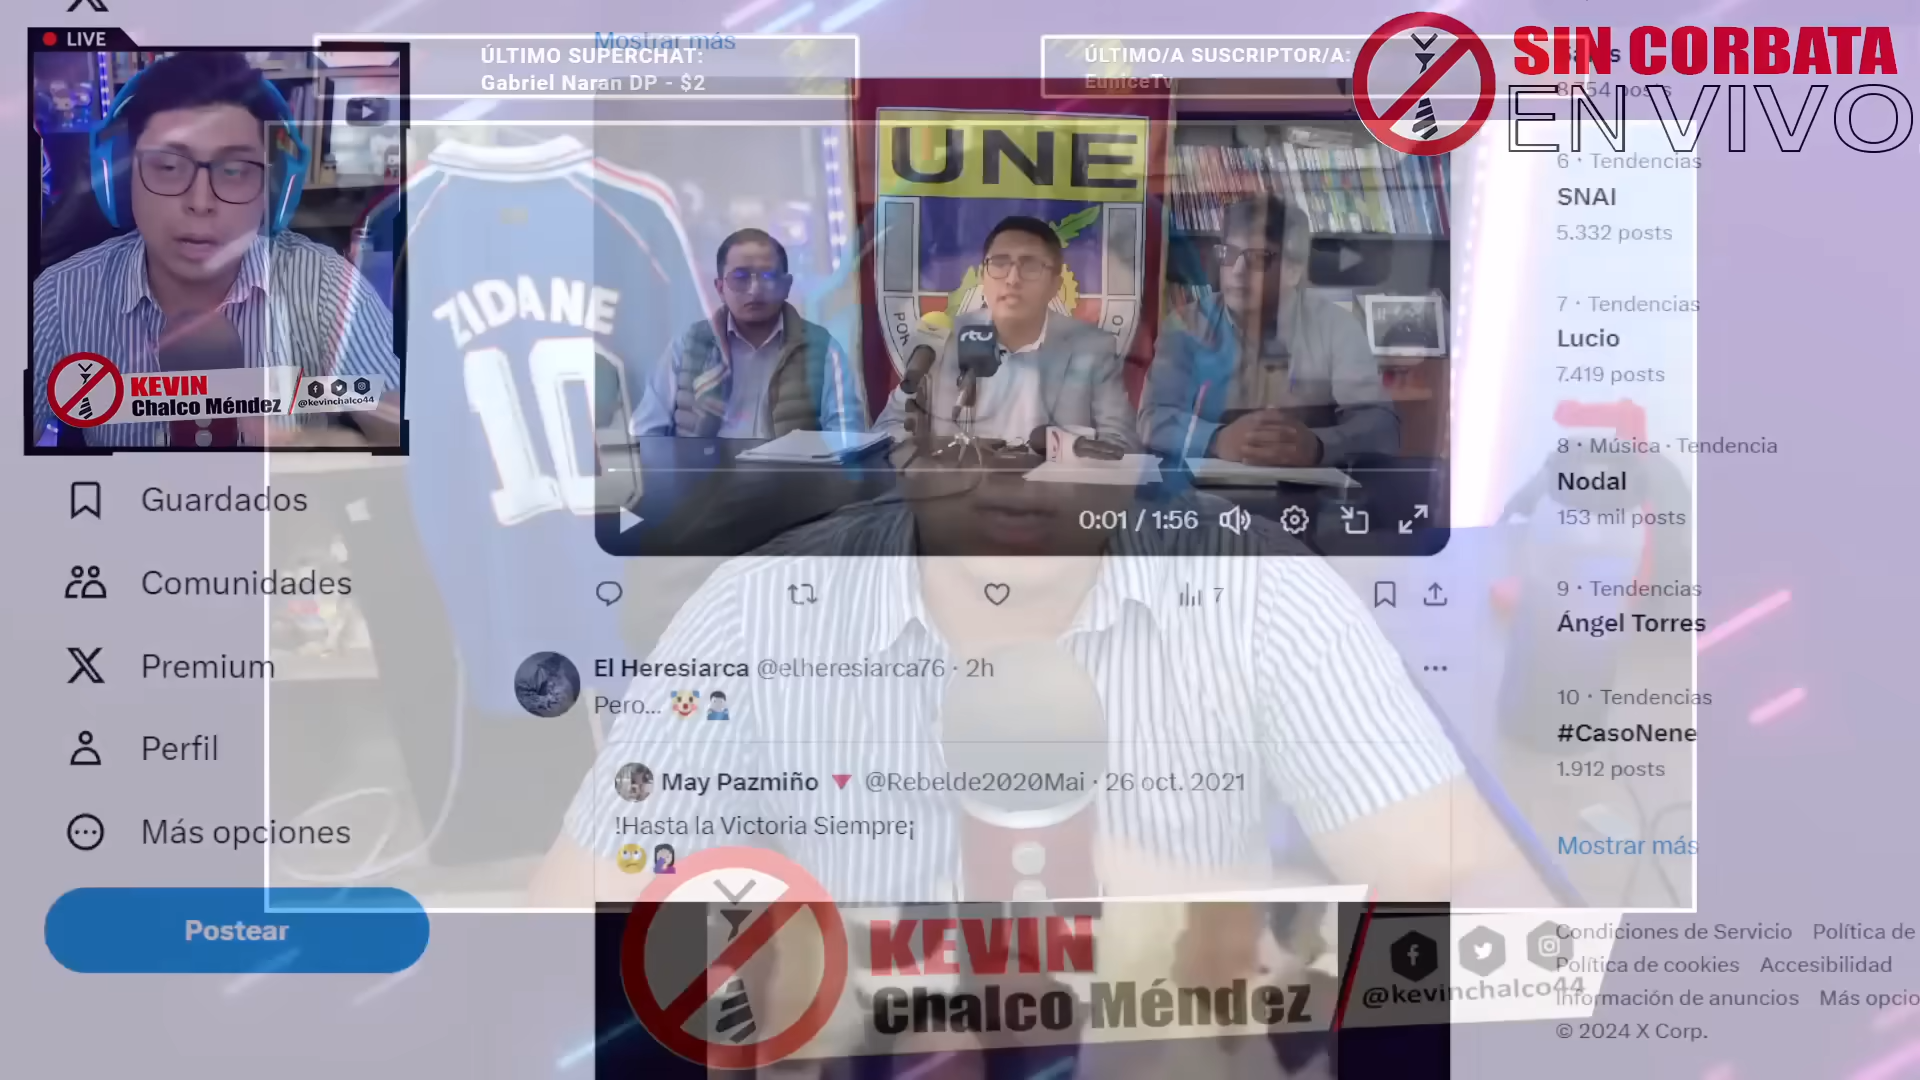 LIVE
ÚLTIMO SUPERCHAT:
Gabriel Naran DP - $2
Mostrar más
ÚLTIMO/A SUSCRIPTOR/A:
EuniceTv
SIN CORBATA
EN VIVO
UNE
ZIDANE
10
rtu
KEVIN
Chalco Méndez
@kevinchalco44
Guardados
Comunidades
Premium
Perfil
Más opciones
Postear
0:01 / 1:56
7
El Heresiarca @elheresiarca76 · 2h
Pero... 🤡
May Pazmiño 🔻 @Rebelde2020Mai · 26 oct. 2021
!Hasta la Victoria Siempre¡
KEVIN
Chalco Méndez
@kevinchalco44
6 · Tendencias
SNAI
5.332 posts
7 · Tendencias
Lucio
7.419 posts
8 · Música · Tendencia
Nodal
153 mil posts
9 · Tendencias
Ángel Torres
10 · Tendencias
#CasoNene
1.912 posts
Mostrar más
Condiciones de Servicio Política de
Política de cookies Accesibilidad
Información de anuncios Más opcio
© 2024 X Corp.